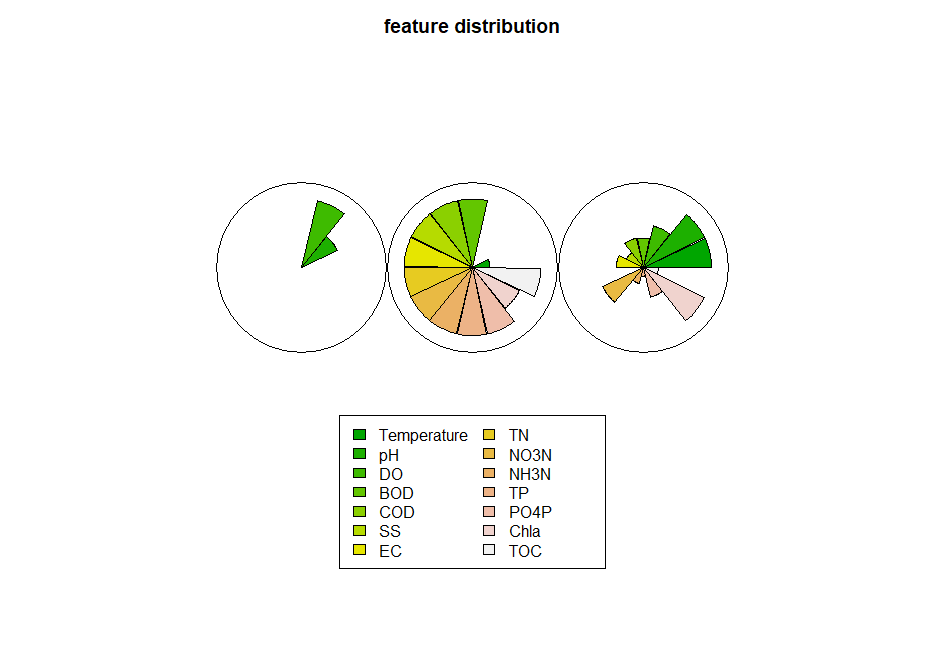 feature distribution
Temperature TN
pH NO3N
DO NH3N
BOD TP
COD PO4P
SS Chla
EC TOC